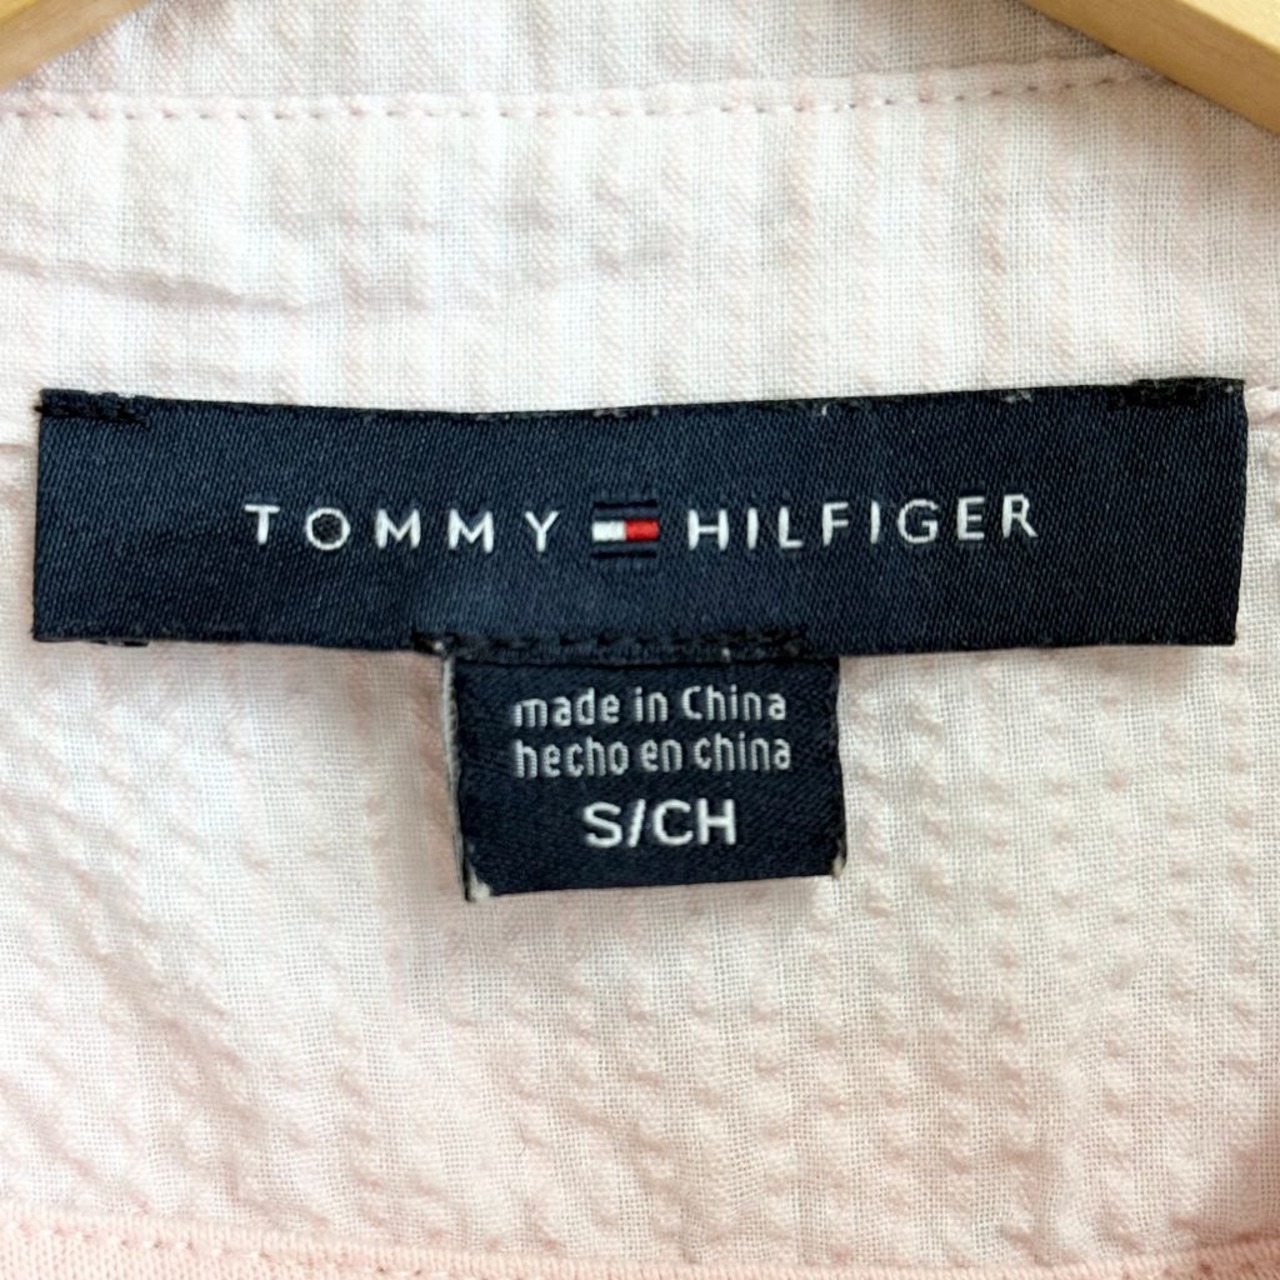 TOMMY HILFIGER
made in China
hecho en china
S/CH